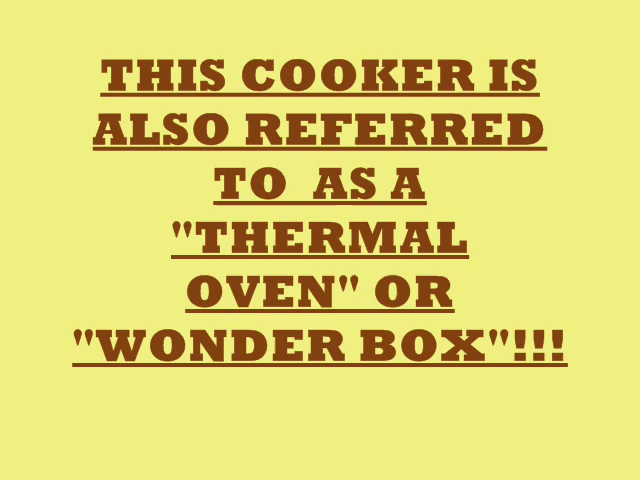 THIS COOKER IS
ALSO REFERRED
TO  AS A
"THERMAL
OVEN" OR
"WONDER BOX"!!!